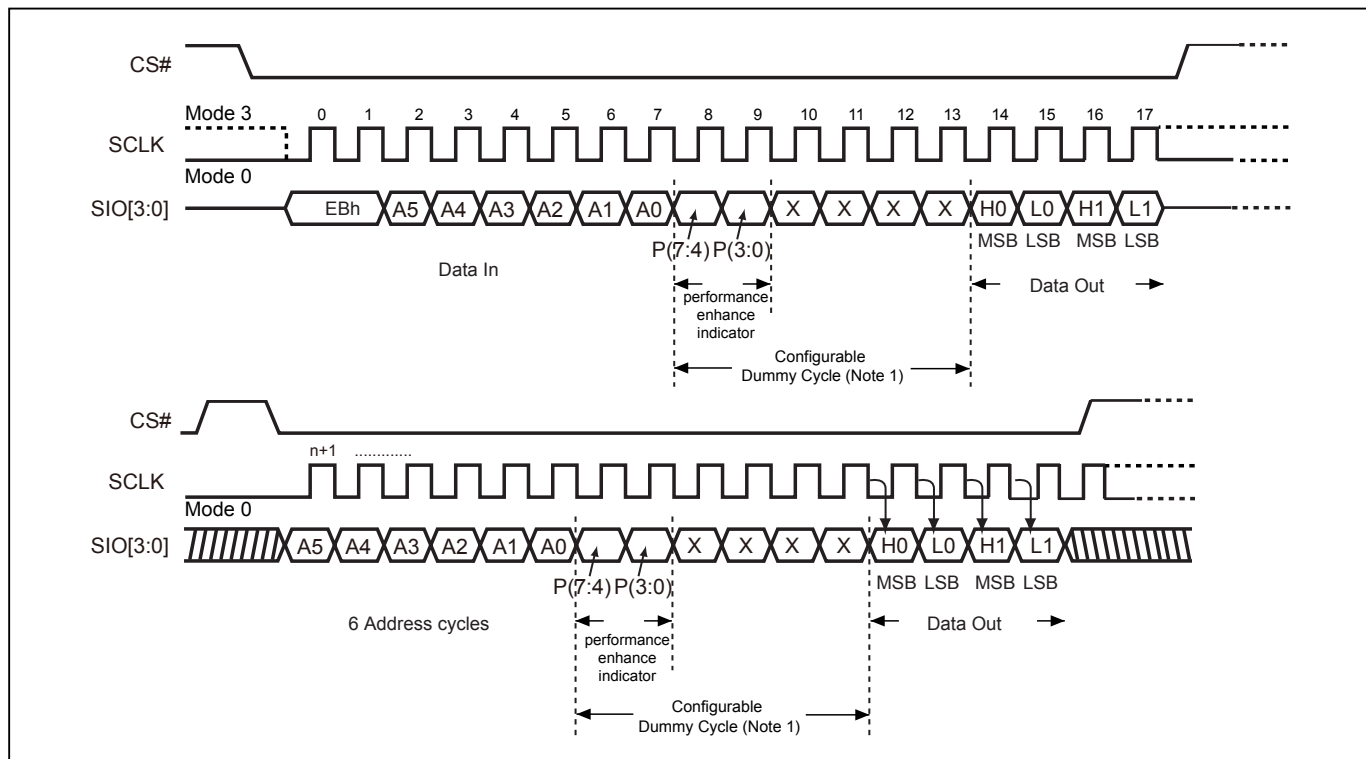 CS#
Mode 3
0 1 2 3 4 5 6 7 8 9 10 11 12 13 14 15 16 17
SCLK
Mode 0
SIO[3:0] EBh A5 A4 A3 A2 A1 A0 X X X X H0 L0 H1 L1
P(7:4) P(3:0) MSB LSB MSB LSB
Data In
Data Out
performance
enhance
indicator
Configurable
Dummy Cycle (Note 1)
CS#
n+1 .............
SCLK
Mode 0
SIO[3:0] A5 A4 A3 A2 A1 A0 X X X X H0 L0 H1 L1
P(7:4) P(3:0) MSB LSB MSB LSB
6 Address cycles
Data Out
performance
enhance
indicator
Configurable
Dummy Cycle (Note 1)